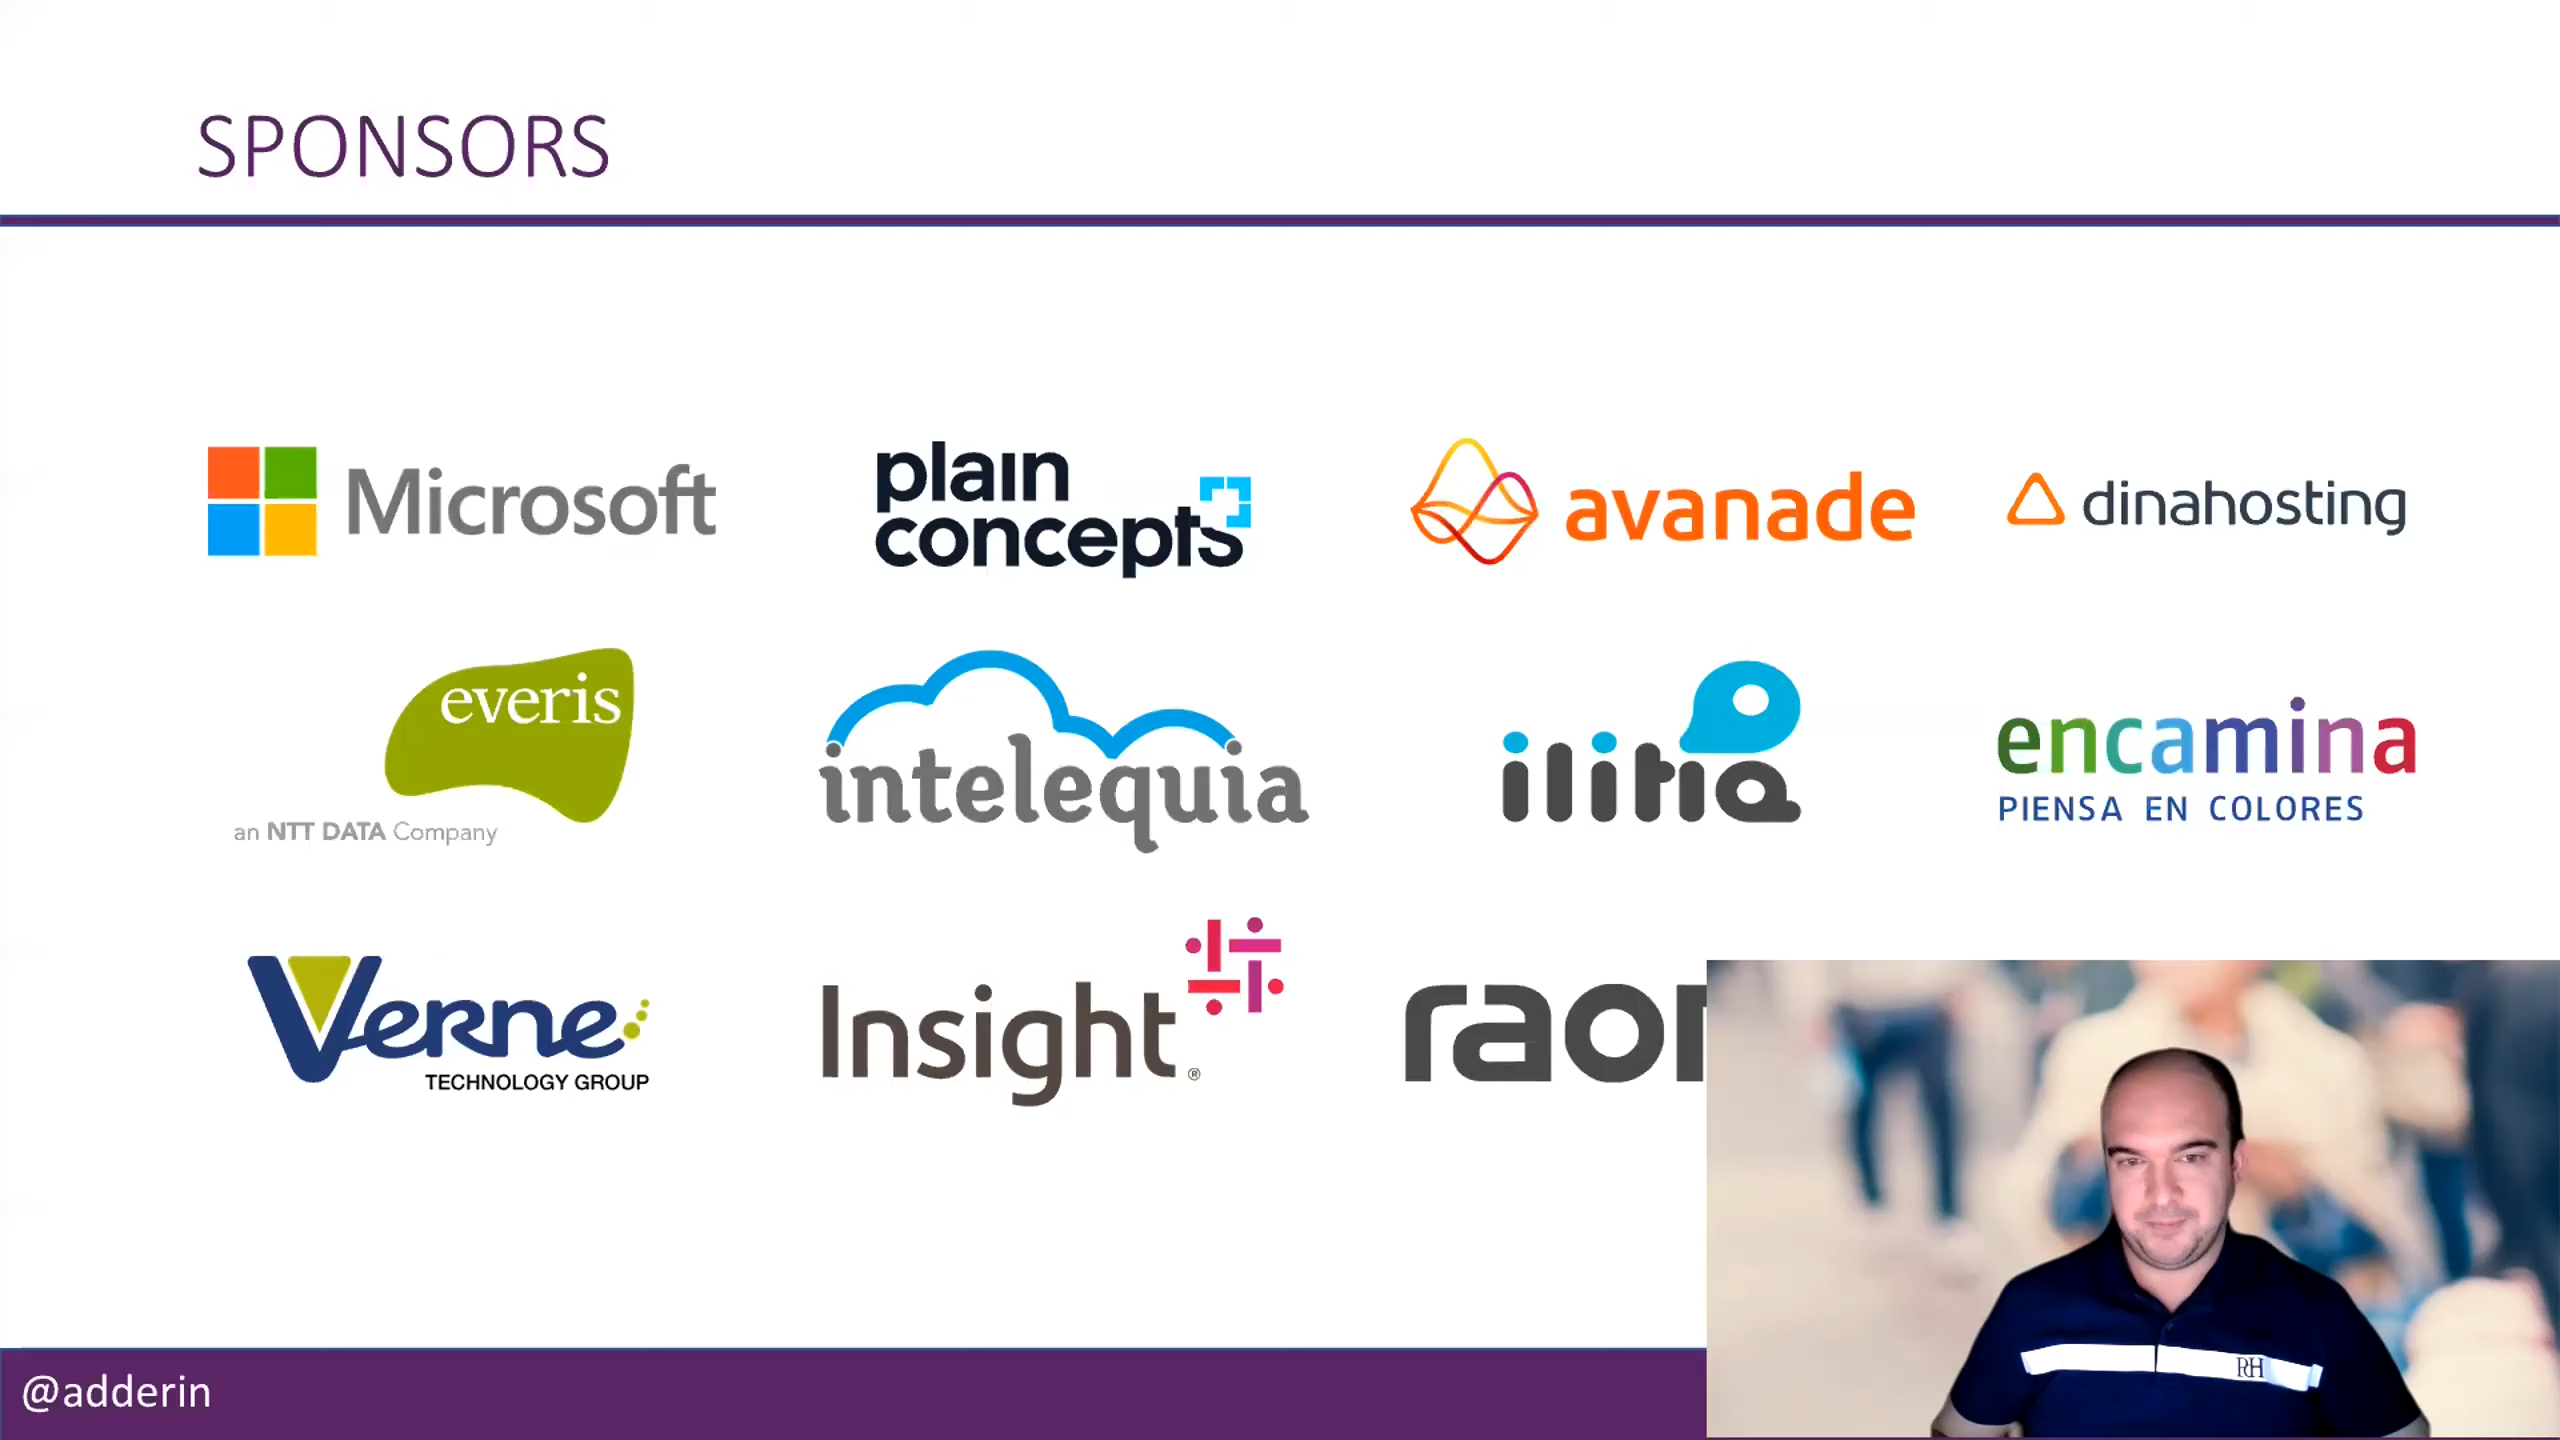 SPONSORS
Microsoft
plain
concepts
avanade
dinahosting
everis
an NTT DATA Company
intelequia
ilitia
encamina
PIENSA EN COLORES
Verne
TECHNOLOGY GROUP
Insight®
RH
@adderin